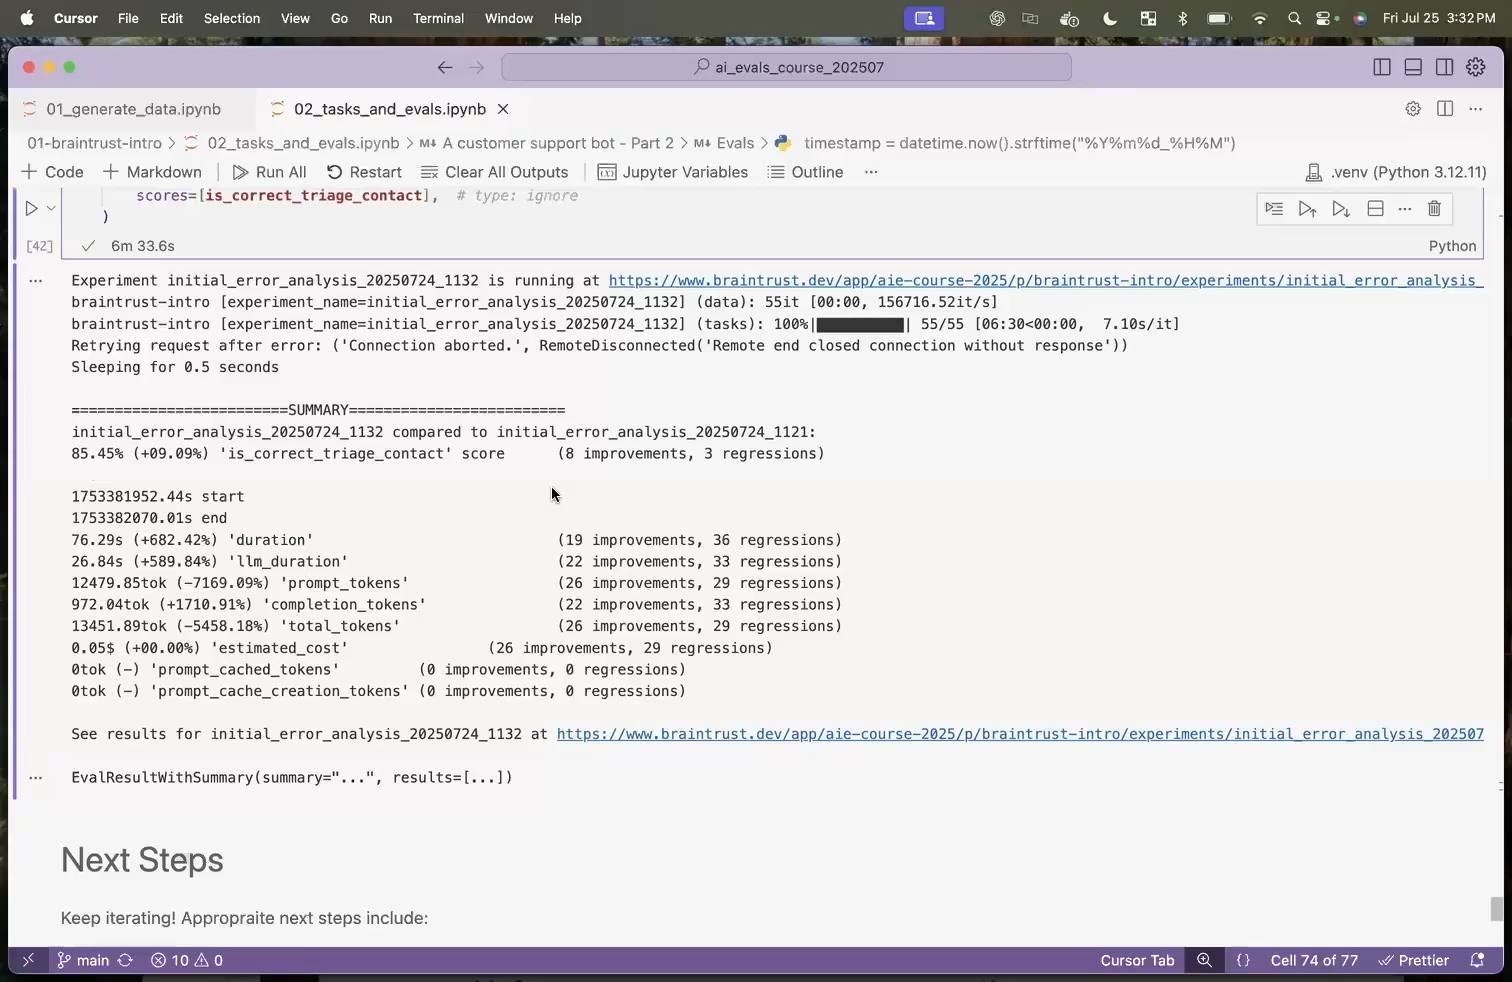 Cursor File Edit Selection View Go Run Terminal Window Help Fri Jul 25 3:32 PM
ai_evals_course_202507
01_generate_data.ipynb 02_tasks_and_evals.ipynb
01-braintrust-intro > 02_tasks_and_evals.ipynb > M↓ A customer support bot - Part 2 > M↓ Evals > timestamp = datetime.now().strftime("%Y%m%d_%H%M")
+ Code + Markdown Run All Restart Clear All Outputs Jupyter Variables Outline ... .venv (Python 3.12.11)
scores=[is_correct_triage_contact], # type: ignore
)
[42] 6m 33.6s Python
Experiment initial_error_analysis_20250724_1132 is running at https://www.braintrust.dev/app/aie-course-2025/p/braintrust-intro/experiments/initial_error_analysis_
braintrust-intro [experiment_name=initial_error_analysis_20250724_1132] (data): 55it [00:00, 156716.52it/s]
braintrust-intro [experiment_name=initial_error_analysis_20250724_1132] (tasks): 100%|██████████| 55/55 [06:30<00:00, 7.10s/it]
Retrying request after error: ('Connection aborted.', RemoteDisconnected('Remote end closed connection without response'))
Sleeping for 0.5 seconds
=========================SUMMARY=========================
initial_error_analysis_20250724_1132 compared to initial_error_analysis_20250724_1121:
85.45% (+09.09%) 'is_correct_triage_contact' score (8 improvements, 3 regressions)
1753381952.44s start
1753382070.01s end
76.29s (+682.42%) 'duration' (19 improvements, 36 regressions)
26.84s (+589.84%) 'llm_duration' (22 improvements, 33 regressions)
12479.85tok (-7169.09%) 'prompt_tokens' (26 improvements, 29 regressions)
972.04tok (+1710.91%) 'completion_tokens' (22 improvements, 33 regressions)
13451.89tok (-5458.18%) 'total_tokens' (26 improvements, 29 regressions)
0.05$ (+00.00%) 'estimated_cost' (26 improvements, 29 regressions)
0tok (-) 'prompt_cached_tokens' (0 improvements, 0 regressions)
0tok (-) 'prompt_cache_creation_tokens' (0 improvements, 0 regressions)
See results for initial_error_analysis_20250724_1132 at https://www.braintrust.dev/app/aie-course-2025/p/braintrust-intro/experiments/initial_error_analysis_202507
EvalResultWithSummary(summary="...", results=[...])
Next Steps
Keep iterating! Appropraite next steps include:
main 10 0 Cursor Tab {} Cell 74 of 77 Prettier